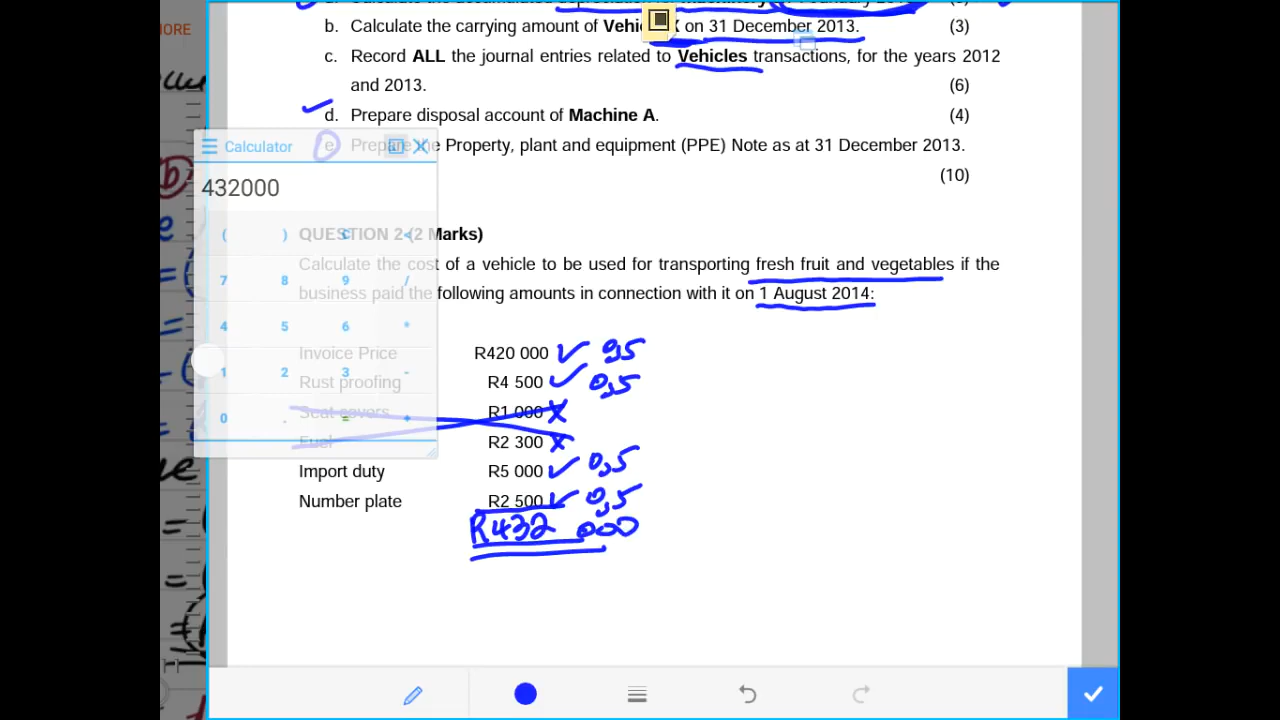 b. Calculate the carrying amount of Vehi X on 31 December 2013. (3)
c. Record ALL the journal entries related to Vehicles transactions, for the years 2012
and 2013. (6)
d. Prepare disposal account of Machine A. (4)
e. Prepare the Property, plant and equipment (PPE) Note as at 31 December 2013.
(10)
Calculator
432000
( ) C <
7 8 9 /
4 5 6 *
1 2 3 -
0 . = +
QUESTION 2 (2 Marks)
Calculate the cost of a vehicle to be used for transporting fresh fruit and vegetables if the
business paid the following amounts in connection with it on 1 August 2014:
Invoice Price R420 000 0,5
Rust proofing R4 500 0,5
Seat covers R1 000 X
Fuel R2 300 X
Import duty R5 000 0,5
Number plate R2 500 0,5
R432 000